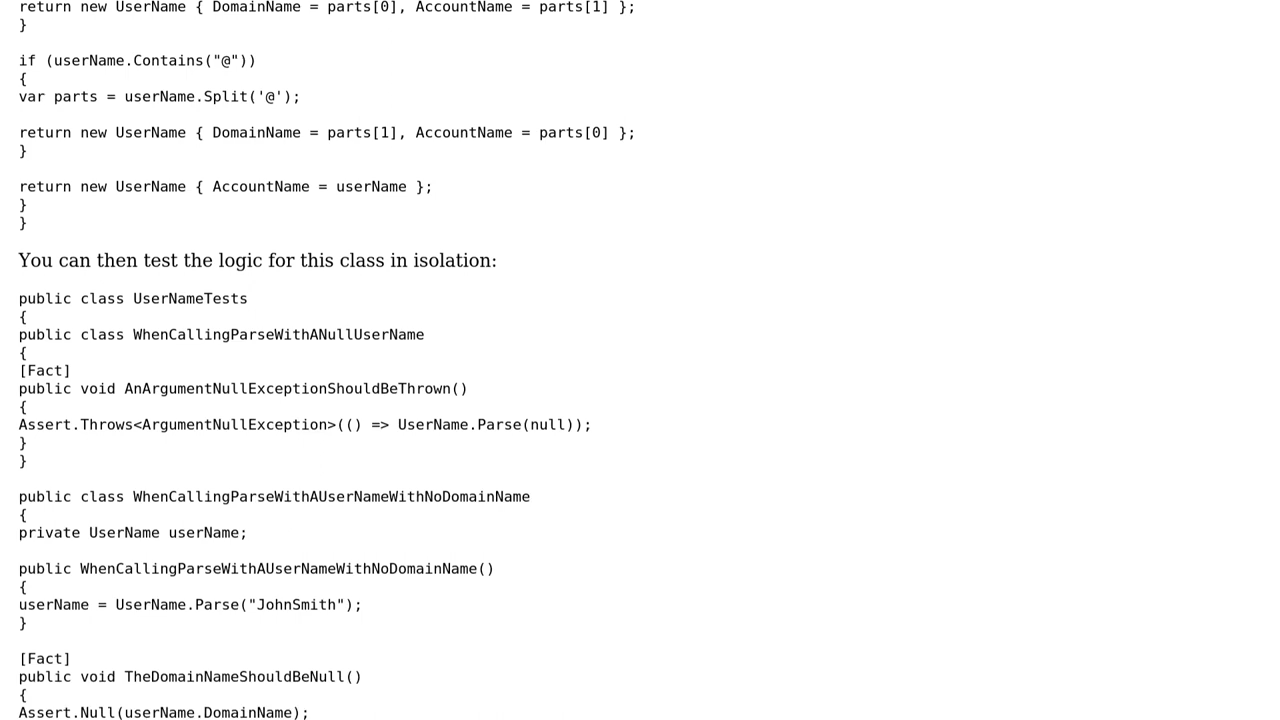 return new UserName { DomainName = parts[0], AccountName = parts[1] };
}
if (userName.Contains("@"))
{
var parts = userName.Split('@');
return new UserName { DomainName = parts[1], AccountName = parts[0] };
}
return new UserName { AccountName = userName };
}
}
You can then test the logic for this class in isolation:
public class UserNameTests
{
public class WhenCallingParseWithANullUserName
{
[Fact]
public void AnArgumentNullExceptionShouldBeThrown()
{
Assert.Throws<ArgumentNullException>(() => UserName.Parse(null));
}
}
public class WhenCallingParseWithAUserNameWithNoDomainName
{
private UserName userName;
public WhenCallingParseWithAUserNameWithNoDomainName()
{
userName = UserName.Parse("JohnSmith");
}
[Fact]
public void TheDomainNameShouldBeNull()
{
Assert.Null(userName.DomainName);